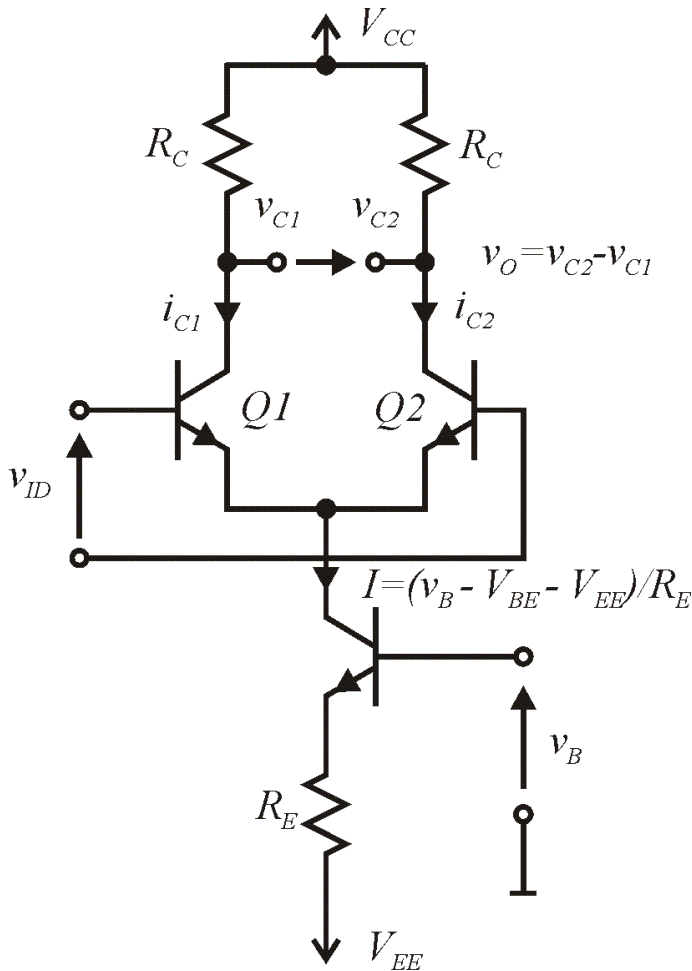 V_CC
R_C
R_C
v_C1
v_C2
v_O=v_C2-v_C1
i_C1
i_C2
Q1
Q2
v_ID
I=(v_B - V_BE - V_EE)/R_E
v_B
R_E
V_EE